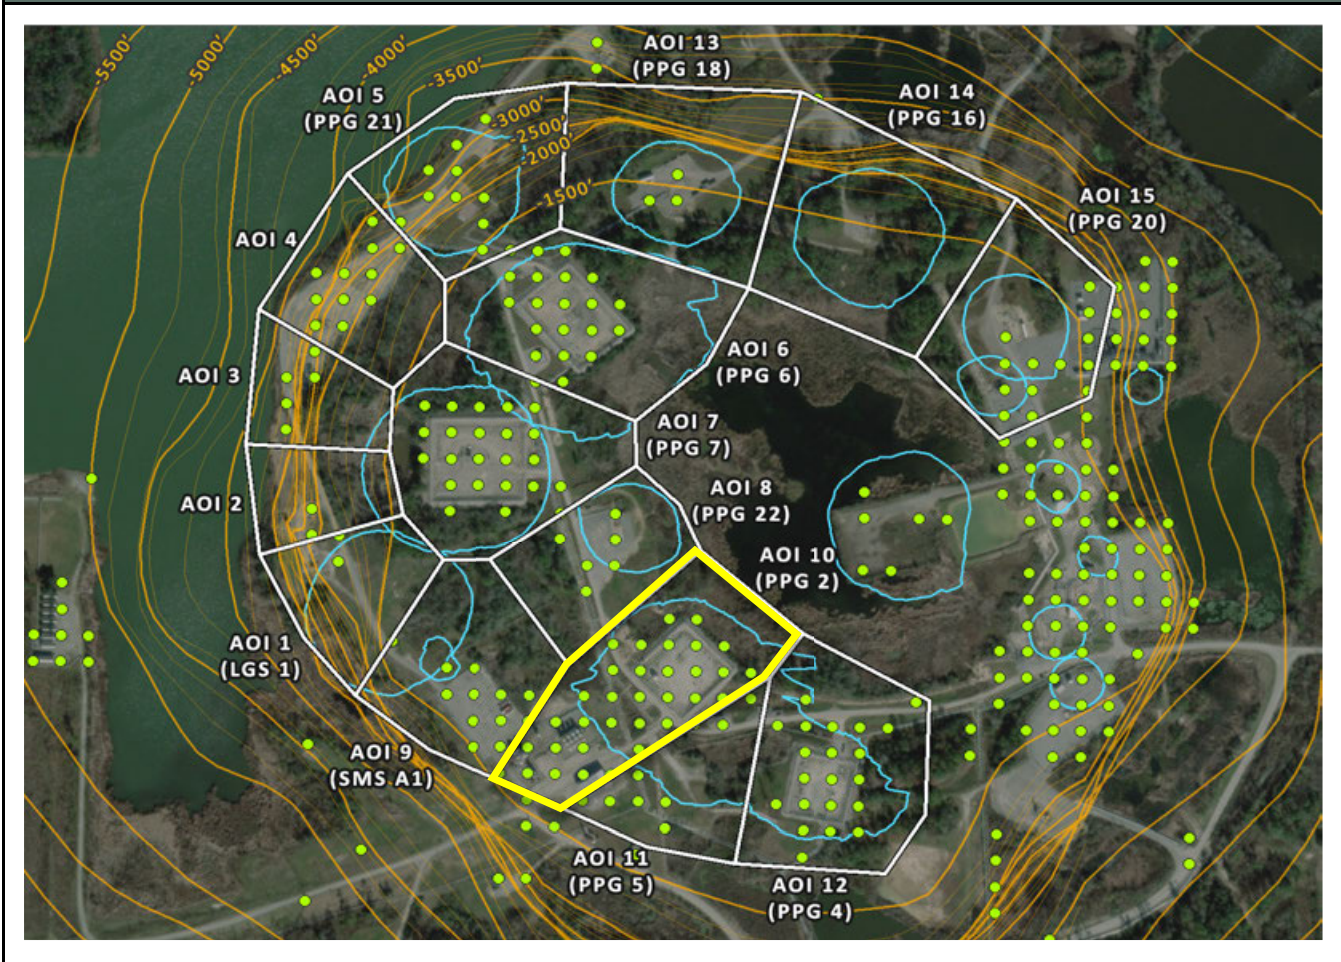 -5500'
-5000'
-4500'
-4000'
-3500'
-3000'
-2500'
-2000'
-1500'
AOI 13
(PPG 18)
AOI 5
(PPG 21)
AOI 14
(PPG 16)
AOI 15
(PPG 20)
AOI 4
AOI 3
AOI 6
(PPG 6)
AOI 7
(PPG 7)
AOI 2
AOI 8
(PPG 22)
AOI 10
(PPG 2)
AOI 1
(LGS 1)
AOI 9
(SMS A1)
AOI 11
(PPG 5)
AOI 12
(PPG 4)